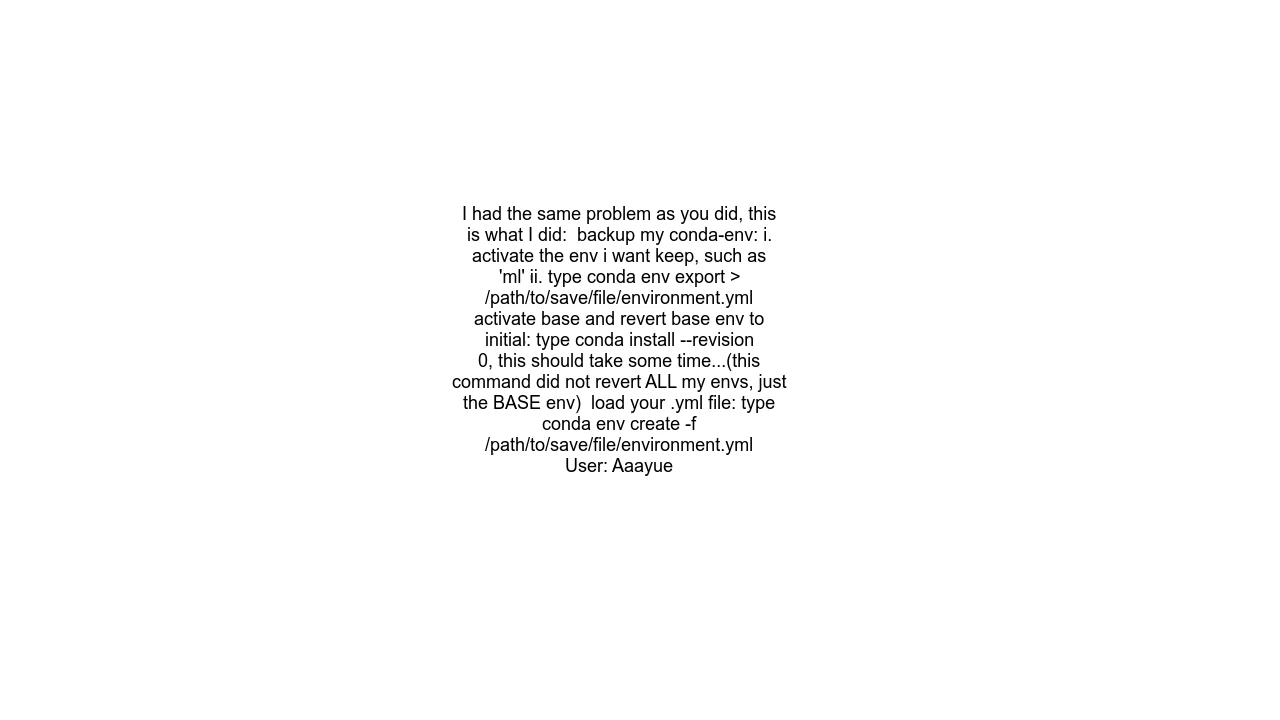 I had the same problem as you did, this
is what I did:  backup my conda-env: i.
activate the env i want keep, such as
'ml' ii. type conda env export >
/path/to/save/file/environment.yml
activate base and revert base env to
initial: type conda install --revision
0, this should take some time...(this
command did not revert ALL my envs, just
the BASE env)  load your .yml file: type
conda env create -f
/path/to/save/file/environment.yml
User: Aaayue